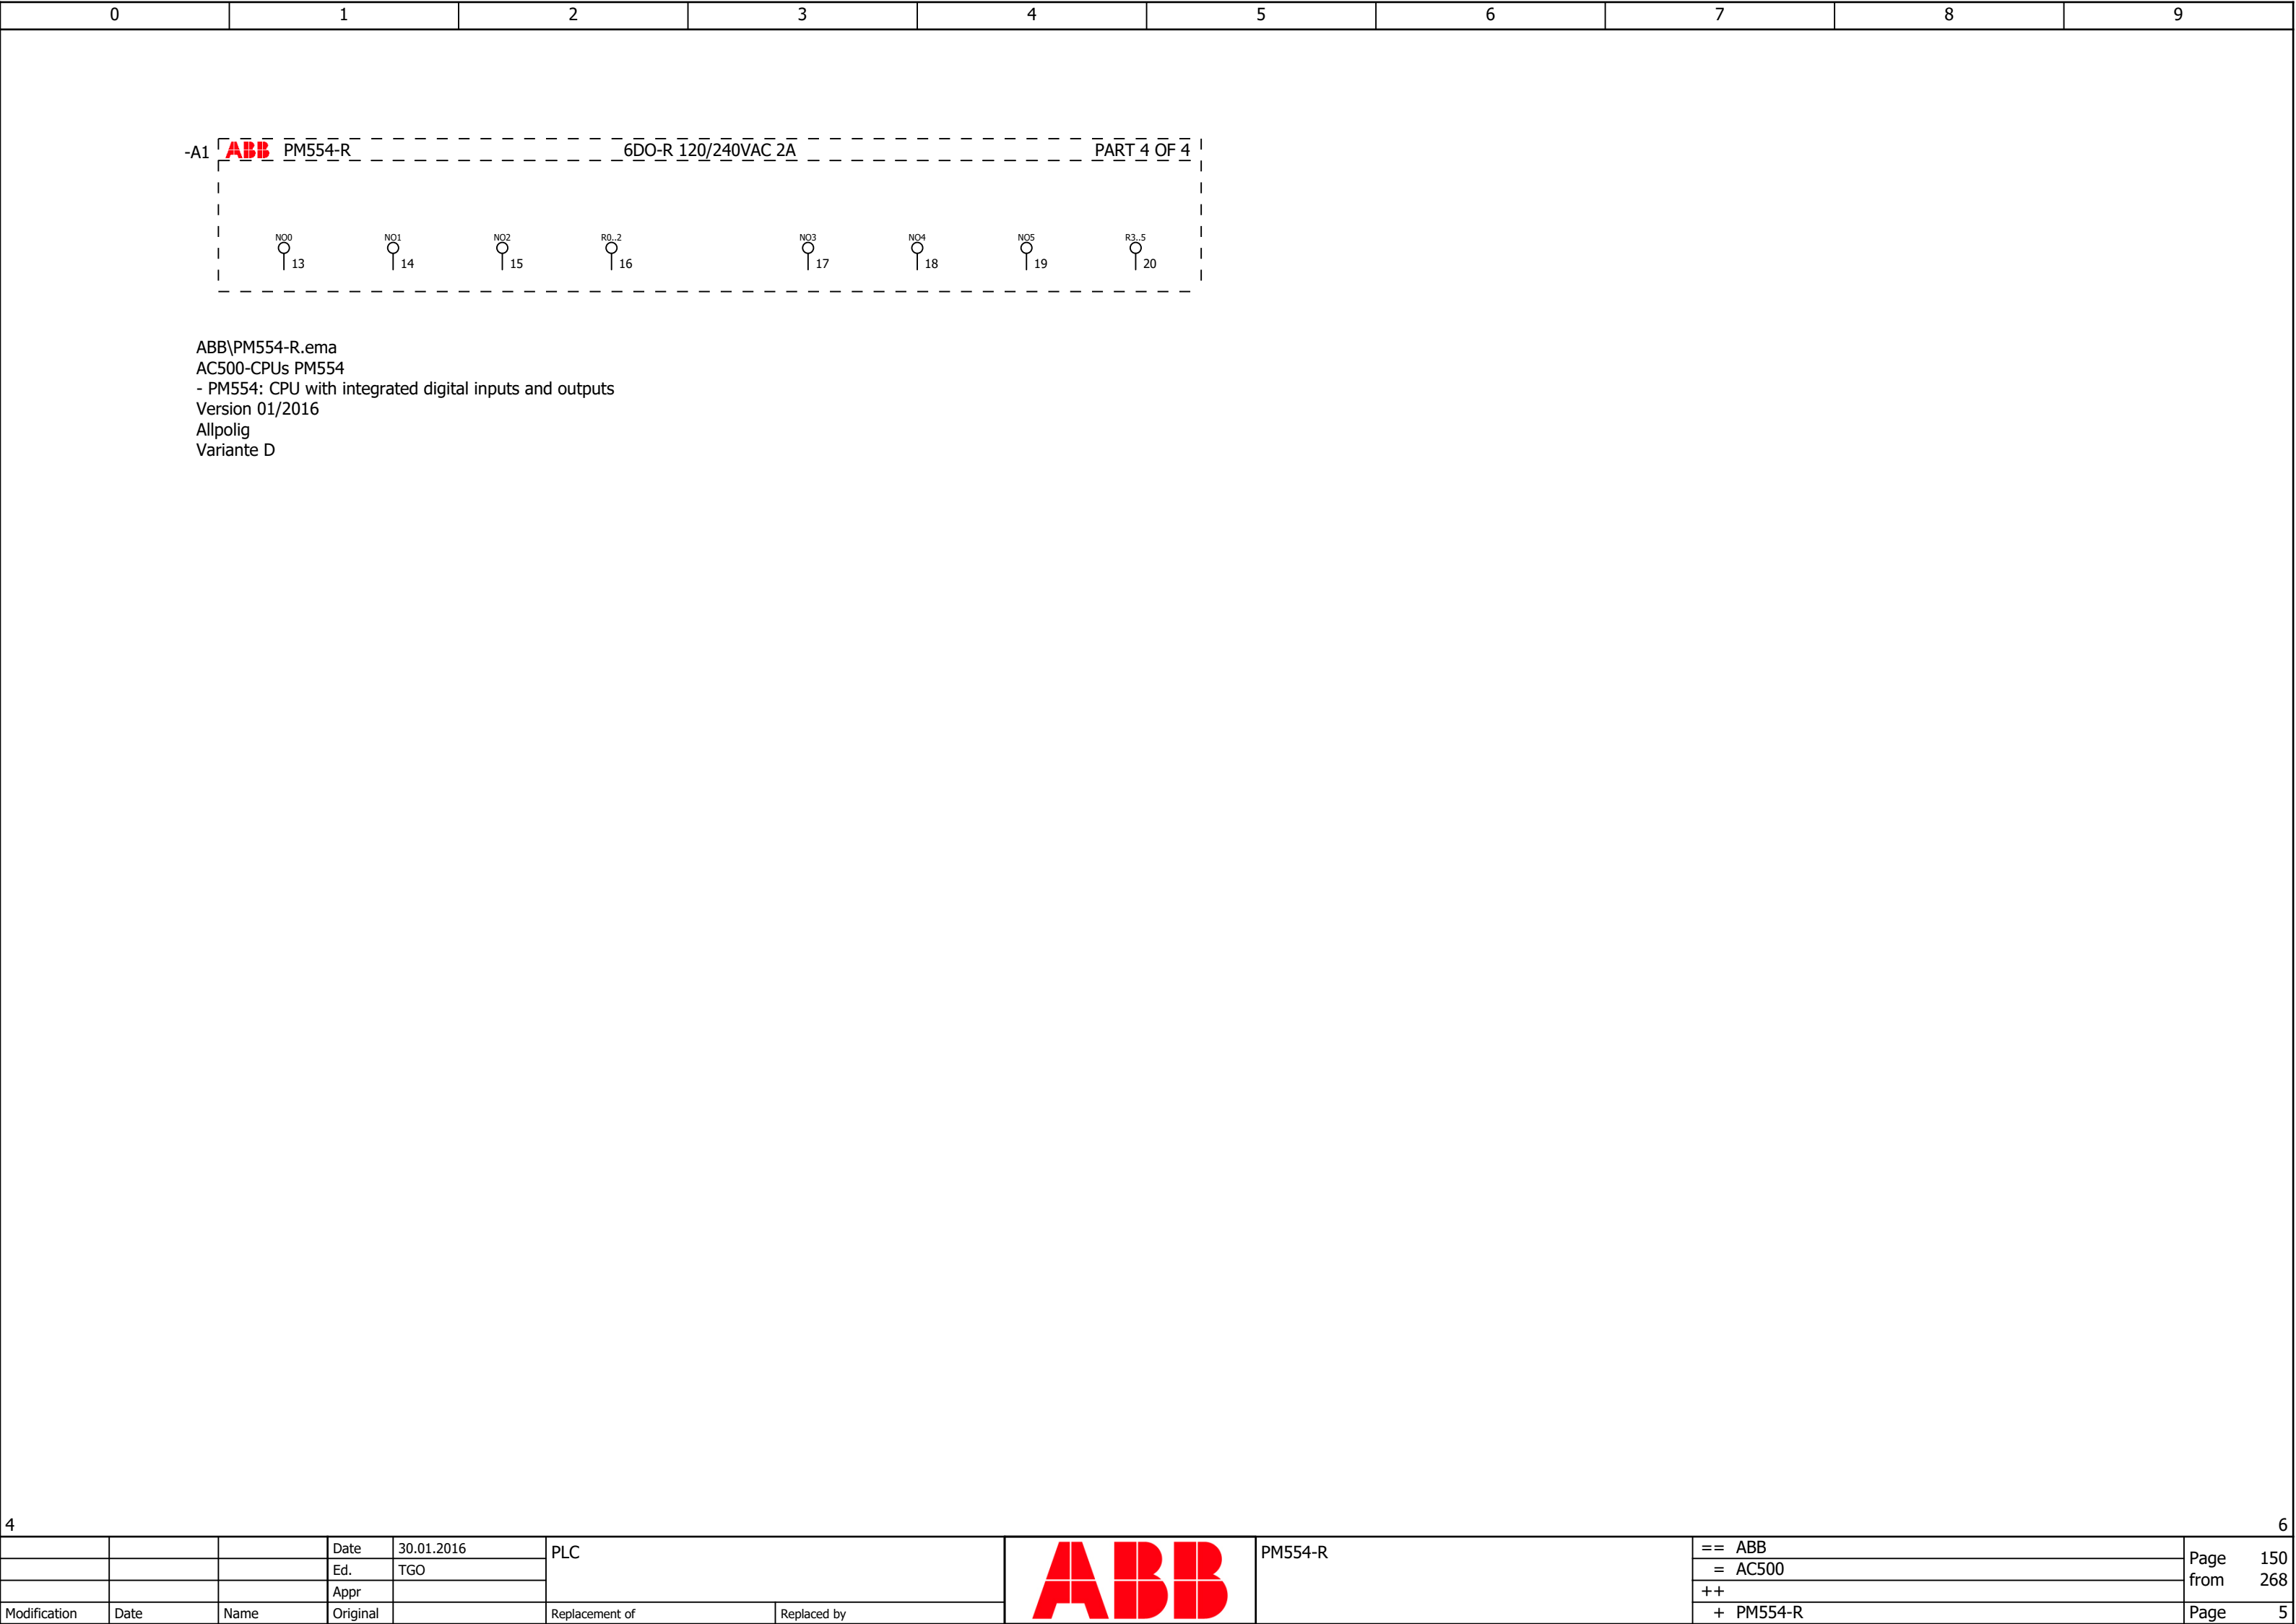 0 1 2 3 4 5 6 7 8 9
-A1 ABB PM554-R 6DO-R 120/240VAC 2A PART 4 OF 4
NO0 NO1 NO2 R0..2 NO3 NO4 NO5 R3..5
13 14 15 16 17 18 19 20
ABB\PM554-R.ema
AC500-CPUs PM554
- PM554: CPU with integrated digital inputs and outputs
Version 01/2016
Allpolig
Variante D
4 6
Date 30.01.2016 PLC ABB PM554-R == ABB Page 150
Ed. TGO = AC500 from 268
Appr ++
Modification Date Name Original Replacement of Replaced by + PM554-R Page 5